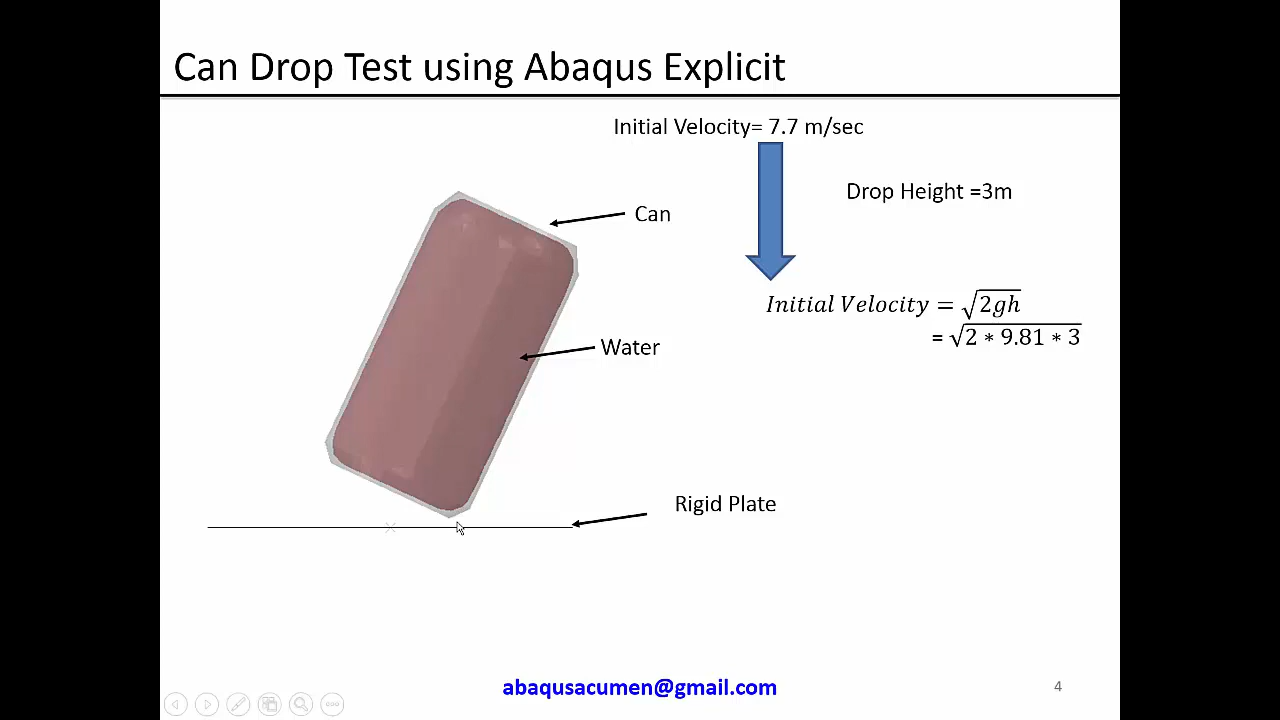 Can Drop Test using Abaqus Explicit
Initial Velocity= 7.7 m/sec
Drop Height =3m
Can
Initial Velocity = √2gh
= √2 * 9.81 * 3
Water
Rigid Plate
abaqusacumen@gmail.com
4